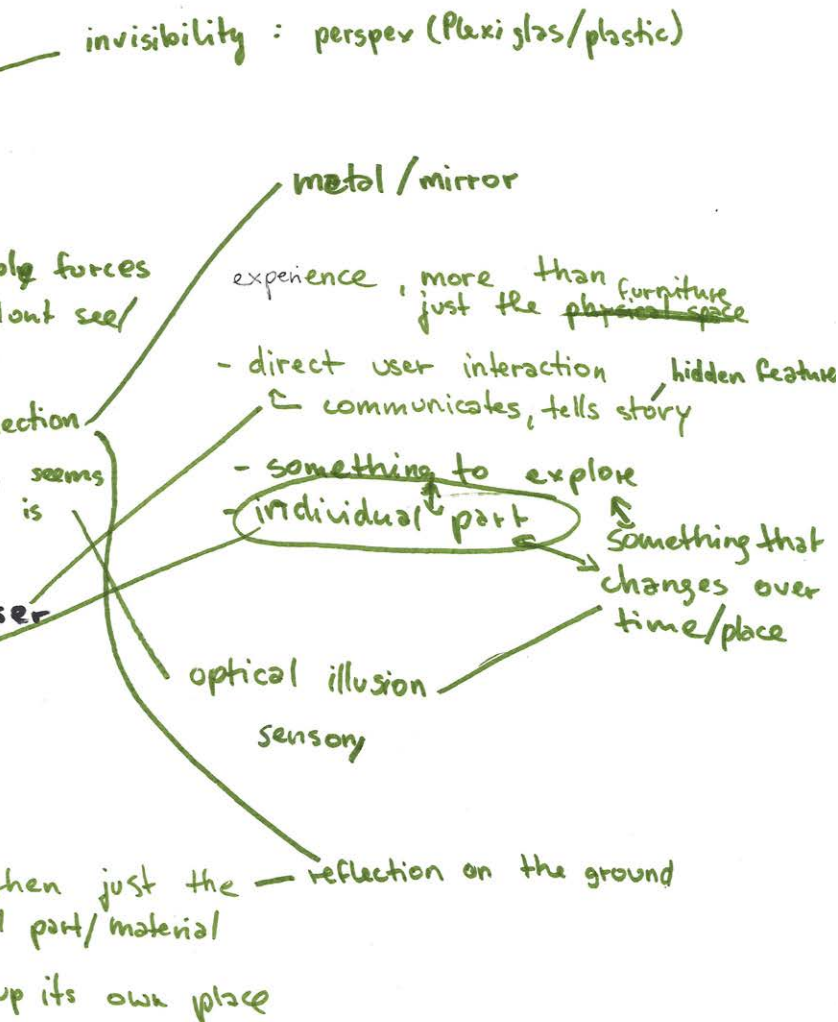 invisibility : perspex (Plexiglas/plastic)
metal / mirror
forces
dont see/
experience , more than furniture
just the physical space
- direct user interaction
hidden feature
communicates, tells story
ection
seems
is
- something to explore
- individual part
something that
changes over
time/place
ser
optical illusion
sensory
then just the — reflection on the ground
part/material
up its own place